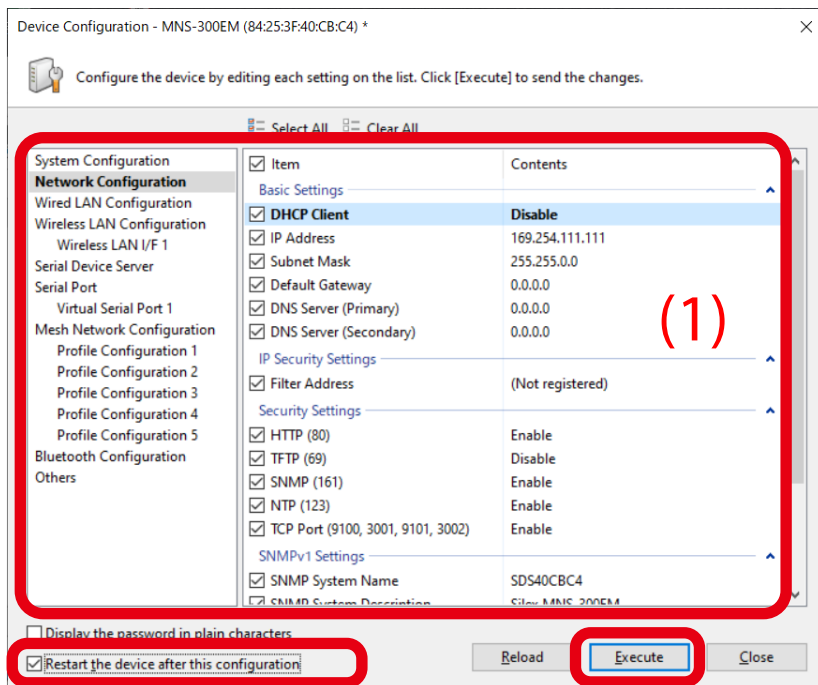 Device Configuration - MNS-300EM (84:25:3F:40:CB:C4) *
Configure the device by editing each setting on the list. Click [Execute] to send the changes.
Select All Clear All
System Configuration
Network Configuration
Wired LAN Configuration
Wireless LAN Configuration
Wireless LAN I/F 1
Serial Device Server
Serial Port
Virtual Serial Port 1
Mesh Network Configuration
Profile Configuration 1
Profile Configuration 2
Profile Configuration 3
Profile Configuration 4
Profile Configuration 5
Bluetooth Configuration
Others
Item Contents
Basic Settings
DHCP Client Disable
IP Address 169.254.111.111
Subnet Mask 255.255.0.0
Default Gateway 0.0.0.0
DNS Server (Primary) 0.0.0.0
DNS Server (Secondary) 0.0.0.0
(1)
IP Security Settings
Filter Address (Not registered)
Security Settings
HTTP (80) Enable
TFTP (69) Disable
SNMP (161) Enable
NTP (123) Enable
TCP Port (9100, 3001, 9101, 3002) Enable
SNMPv1 Settings
SNMP System Name SDS40CBC4
SNMP System Description Silex MNS-300EM
Display the password in plain characters
Restart the device after this configuration
Reload Execute Close